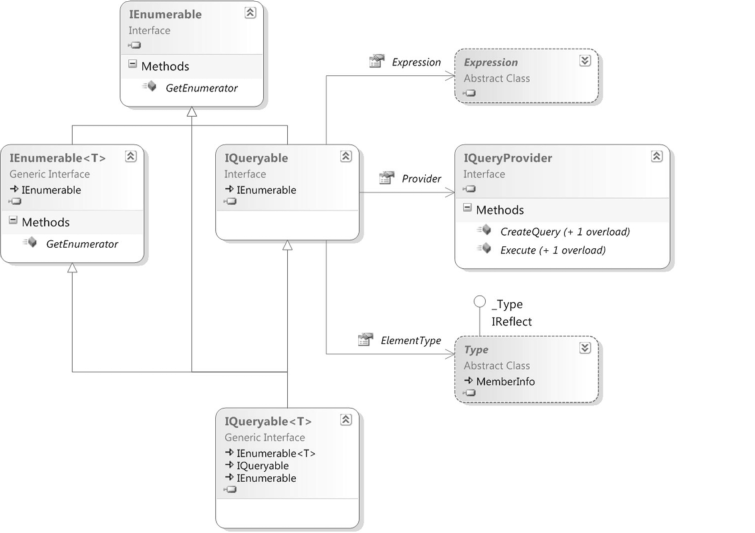 IEnumerable
Interface
Methods
GetEnumerator
Expression
Expression
Abstract Class
IEnumerable<T>
Generic Interface
IEnumerable
Methods
GetEnumerator
IQueryable
Interface
IEnumerable
Provider
IQueryProvider
Interface
Methods
CreateQuery (+ 1 overload)
Execute (+ 1 overload)
_Type
IReflect
ElementType
Type
Abstract Class
MemberInfo
IQueryable<T>
Generic Interface
IEnumerable<T>
IQueryable
IEnumerable